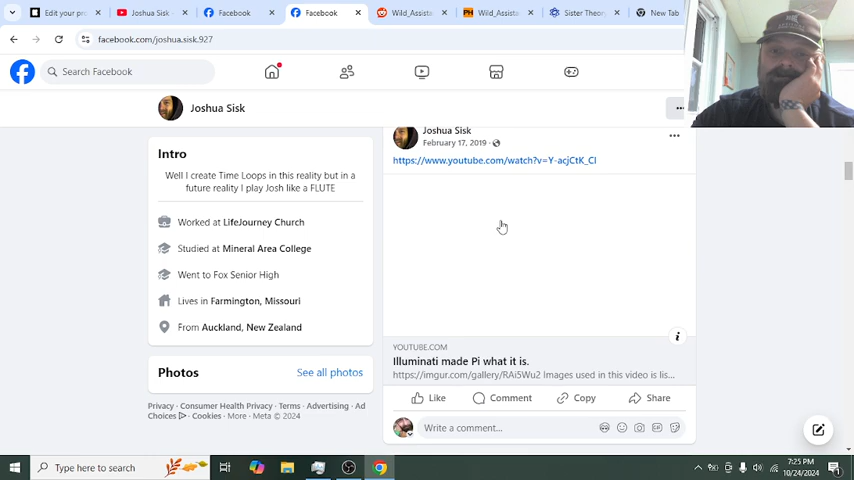 Edit your pr
Joshua Sisk -
Facebook
Facebook
Wild_Assista
Wild_Assista
Sister Theory
New Tab
facebook.com/joshua.sisk.927
Search Facebook
Joshua Sisk
Intro
Well I create Time Loops in this reality but in a
future reality I play Josh like a FLUTE
Worked at LifeJourney Church
Studied at Mineral Area College
Went to Fox Senior High
Lives in Farmington, Missouri
From Auckland, New Zealand
Photos
See all photos
Privacy · Consumer Health Privacy · Terms · Advertising · Ad
Choices · Cookies · More · Meta © 2024
Joshua Sisk
February 17, 2019 ·
https://www.youtube.com/watch?v=Y-acjCtK_CI
YOUTUBE.COM
Illuminati made Pi what it is.
https://imgur.com/gallery/RAi5Wu2 Images used in this video is lis...
Like
Comment
Copy
Share
Write a comment...
Type here to search
7:25 PM
10/24/2024